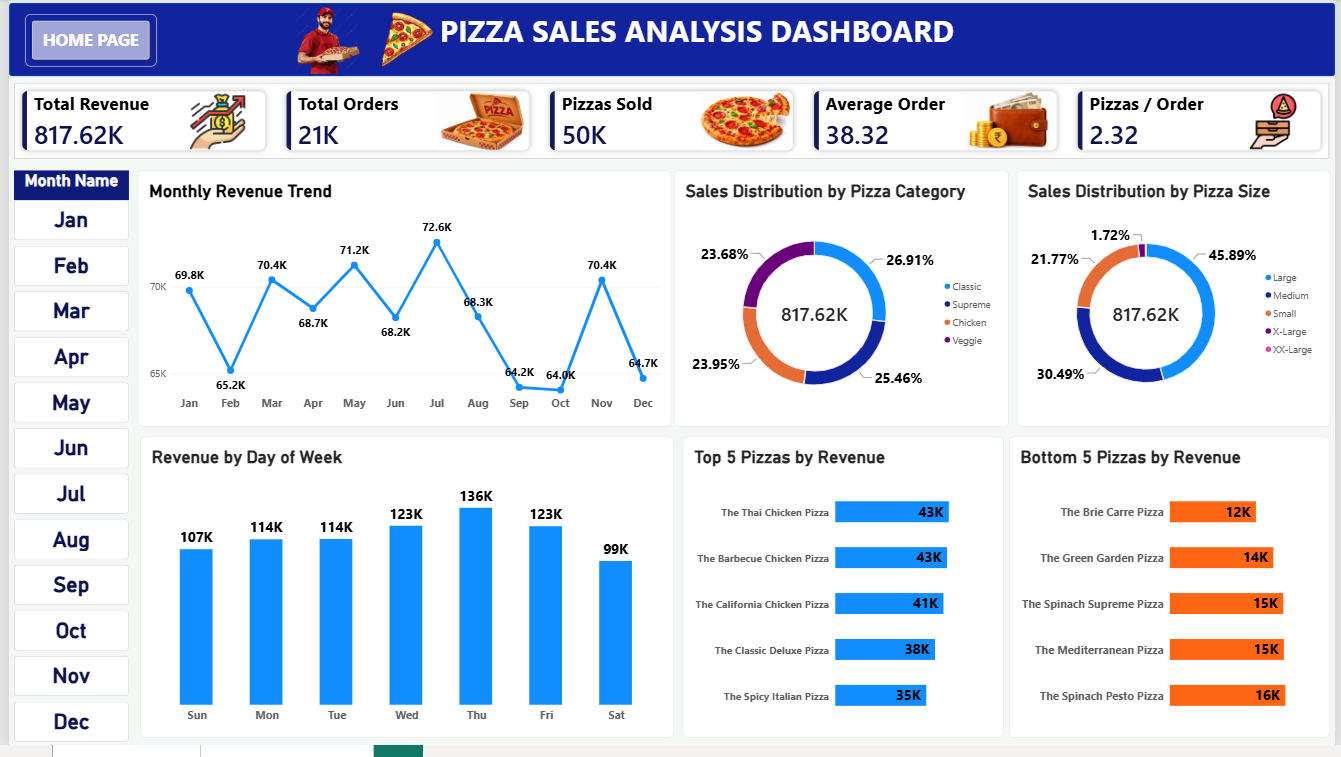 HOME PAGE
PIZZA SALES ANALYSIS DASHBOARD
Total Revenue
817.62K
Total Orders
21K
PIZZA
Pizzas Sold
50K
Average Order
38.32
₹
Pizzas / Order
2.32
Month Name
Jan
Feb
Mar
Apr
May
Jun
Jul
Aug
Sep
Oct
Nov
Dec
Monthly Revenue Trend
70K
65K
69.8K
65.2K
70.4K
68.7K
71.2K
68.2K
72.6K
68.3K
64.2K
64.0K
70.4K
64.7K
Jan Feb Mar Apr May Jun Jul Aug Sep Oct Nov Dec
Sales Distribution by Pizza Category
26.91%
25.46%
23.95%
23.68%
817.62K
Classic
Supreme
Chicken
Veggie
Sales Distribution by Pizza Size
45.89%
30.49%
21.77%
1.72%
817.62K
Large
Medium
Small
X-Large
XX-Large
Revenue by Day of Week
107K 114K 114K 123K 136K 123K 99K
Sun Mon Tue Wed Thu Fri Sat
Top 5 Pizzas by Revenue
The Thai Chicken Pizza 43K
The Barbecue Chicken Pizza 43K
The California Chicken Pizza 41K
The Classic Deluxe Pizza 38K
The Spicy Italian Pizza 35K
Bottom 5 Pizzas by Revenue
The Brie Carre Pizza 12K
The Green Garden Pizza 14K
The Spinach Supreme Pizza 15K
The Mediterranean Pizza 15K
The Spinach Pesto Pizza 16K